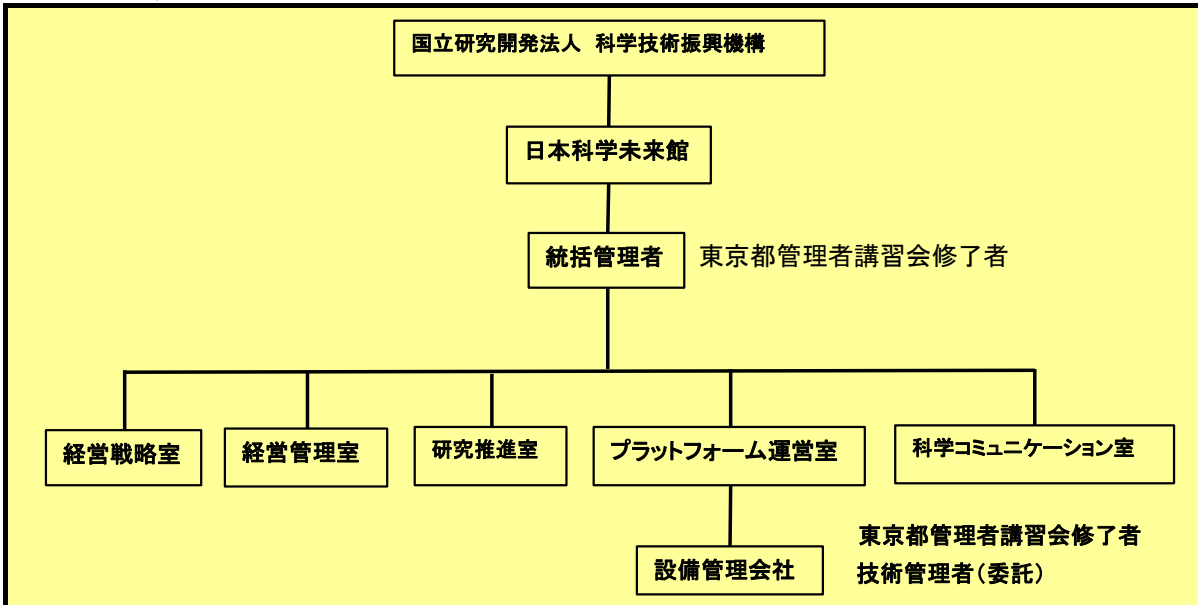 国立研究開発法人 科学技術振興機構
日本科学未来館
統括管理者
東京都管理者講習会修了者
経営戦略室
経営管理室
研究推進室
プラットフォーム運営室
科学コミュニケーション室
設備管理会社
東京都管理者講習会修了者
技術管理者(委託)